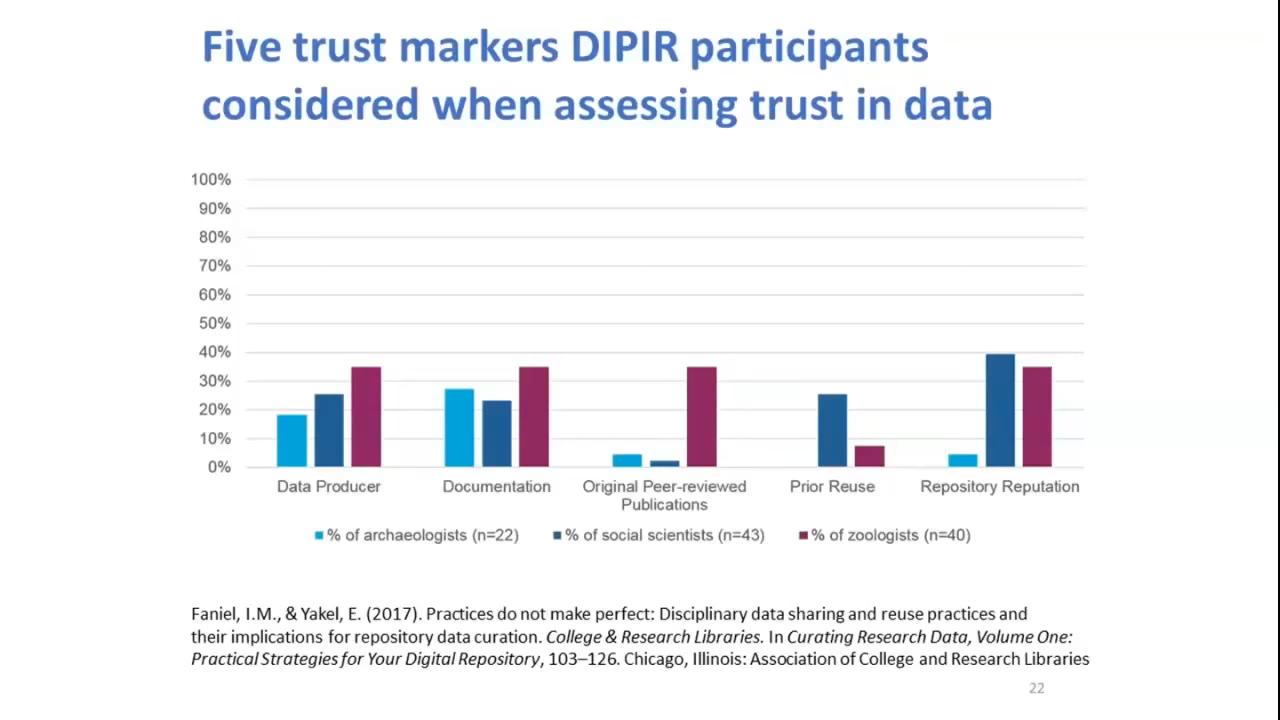 Five trust markers DIPIR participants
considered when assessing trust in data
100%
90%
80%
70%
60%
50%
40%
30%
20%
10%
0%
Data Producer
Documentation
Original Peer-reviewed
Publications
Prior Reuse
Repository Reputation
% of archaeologists (n=22)
% of social scientists (n=43)
% of zoologists (n=40)
Faniel, I.M., & Yakel, E. (2017). Practices do not make perfect: Disciplinary data sharing and reuse practices and
their implications for repository data curation. College & Research Libraries. In Curating Research Data, Volume One:
Practical Strategies for Your Digital Repository, 103–126. Chicago, Illinois: Association of College and Research Libraries
22